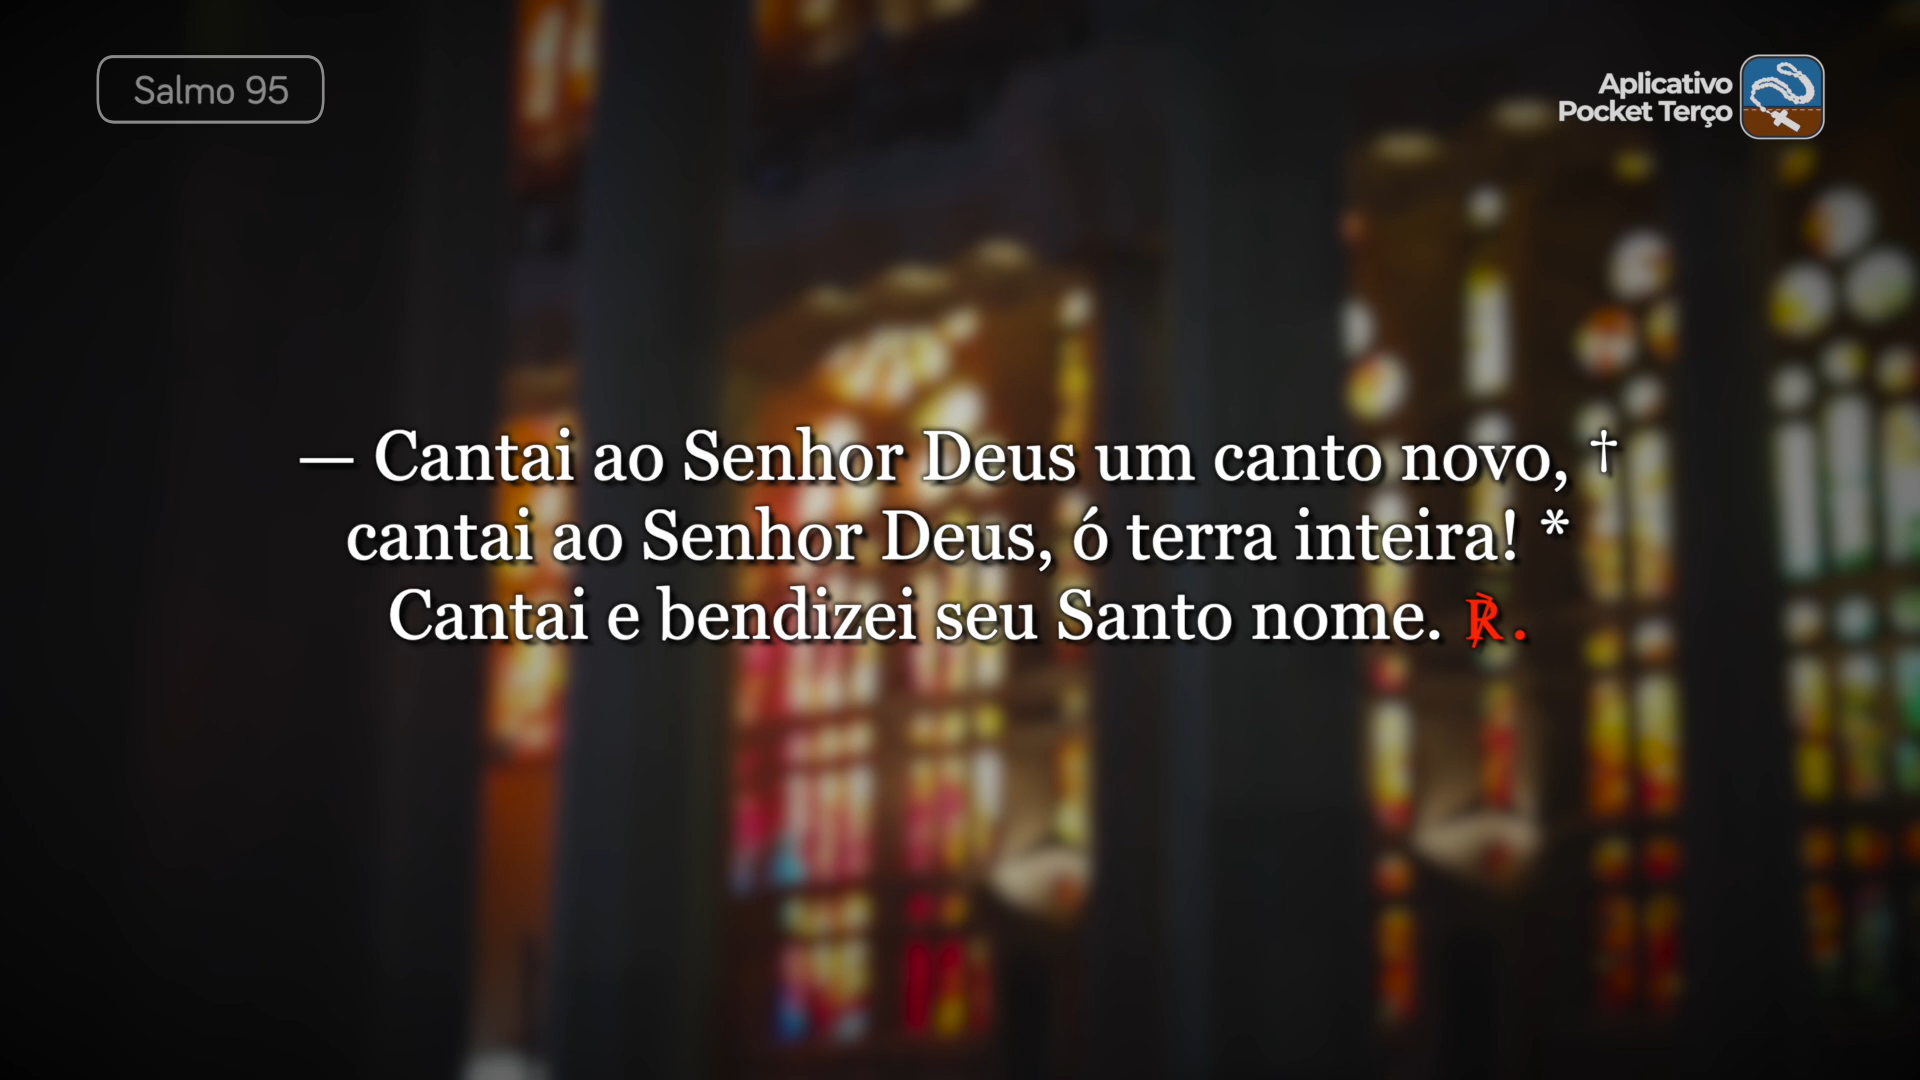 Salmo 95
Aplicativo
Pocket Terço
— Cantai ao Senhor Deus um canto novo, †
cantai ao Senhor Deus, ó terra inteira! *
Cantai e bendizei seu Santo nome. ℟.